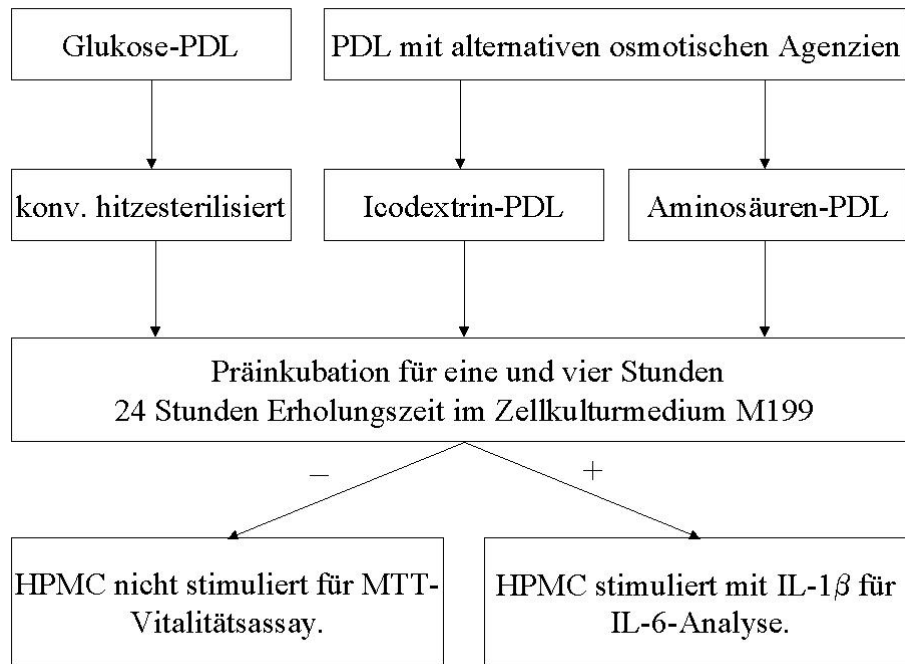 Glukose-PDL
PDL mit alternativen osmotischen Agenzien
konv. hitzesterilisiert
Icodextrin-PDL
Aminosäuren-PDL
Präinkubation für eine und vier Stunden
24 Stunden Erholungszeit im Zellkulturmedium M199
–
+
HPMC nicht stimuliert für MTT-
Vitalitätsassay.
HPMC stimuliert mit IL-1β für
IL-6-Analyse.